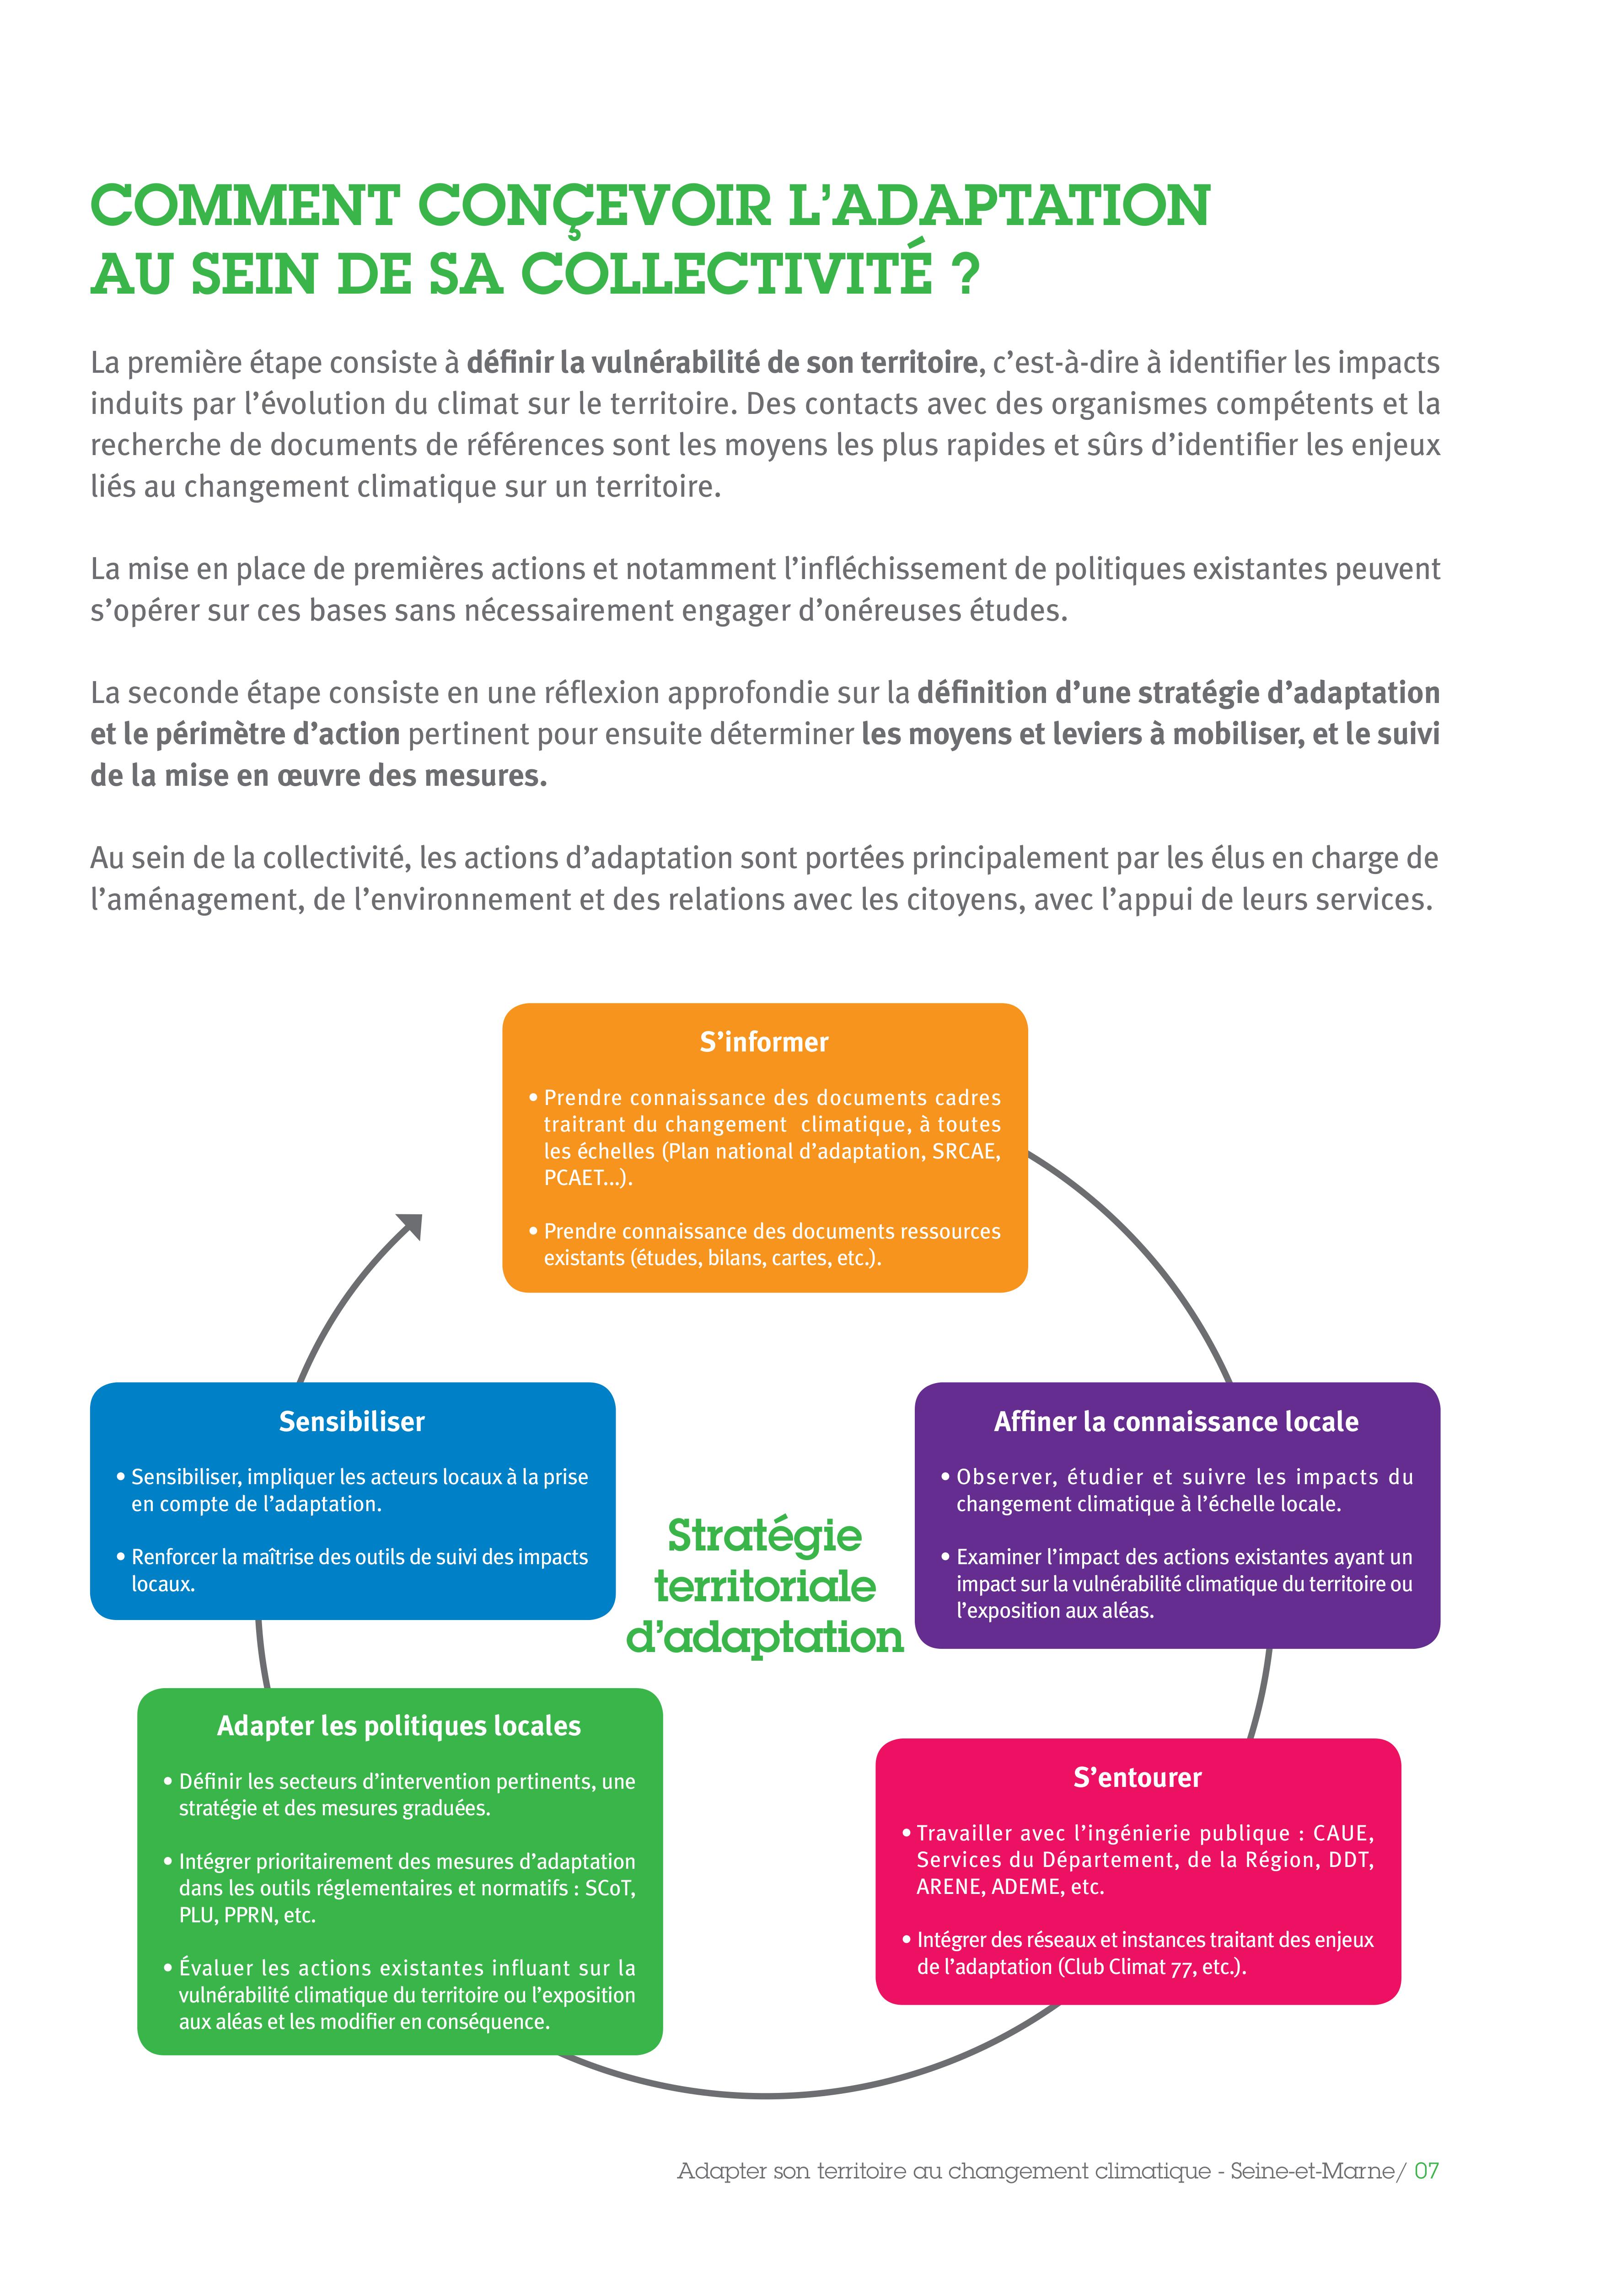 COMMENT CONÇEVOIR L’ADAPTATION
AU SEIN DE SA COLLECTIVITÉ ?
La première étape consiste à définir la vulnérabilité de son territoire, c’est-à-dire à identifier les impacts
induits par l’évolution du climat sur le territoire. Des contacts avec des organismes compétents et la
recherche de documents de références sont les moyens les plus rapides et sûrs d’identifier les enjeux
liés au changement climatique sur un territoire.
La mise en place de premières actions et notamment l’infléchissement de politiques existantes peuvent
s’opérer sur ces bases sans nécessairement engager d’onéreuses études.
La seconde étape consiste en une réflexion approfondie sur la définition d’une stratégie d’adaptation
et le périmètre d’action pertinent pour ensuite déterminer les moyens et leviers à mobiliser, et le suivi
de la mise en œuvre des mesures.
Au sein de la collectivité, les actions d’adaptation sont portées principalement par les élus en charge de
l’aménagement, de l’environnement et des relations avec les citoyens, avec l’appui de leurs services.
S’informer
• Prendre connaissance des documents cadres
traitrant du changement climatique, à toutes
les échelles (Plan national d’adaptation, SRCAE,
PCAET...).
• Prendre connaissance des documents ressources
existants (études, bilans, cartes, etc.).
Sensibiliser
• Sensibiliser, impliquer les acteurs locaux à la prise
en compte de l’adaptation.
• Renforcer la maîtrise des outils de suivi des impacts
locaux.
Stratégie
territoriale
d’adaptation
Affiner la connaissance locale
• Observer, étudier et suivre les impacts du
changement climatique à l’échelle locale.
• Examiner l’impact des actions existantes ayant un
impact sur la vulnérabilité climatique du territoire ou
l’exposition aux aléas.
Adapter les politiques locales
• Définir les secteurs d’intervention pertinents, une
stratégie et des mesures graduées.
• Intégrer prioritairement des mesures d’adaptation
dans les outils réglementaires et normatifs : SCoT,
PLU, PPRN, etc.
• Évaluer les actions existantes influant sur la
vulnérabilité climatique du territoire ou l’exposition
aux aléas et les modifier en conséquence.
S’entourer
• Travailler avec l’ingénierie publique : CAUE,
Services du Département, de la Région, DDT,
ARENE, ADEME, etc.
• Intégrer des réseaux et instances traitant des enjeux
de l’adaptation (Club Climat 77, etc.).
Adapter son territoire au changement climatique - Seine-et-Marne/ 07